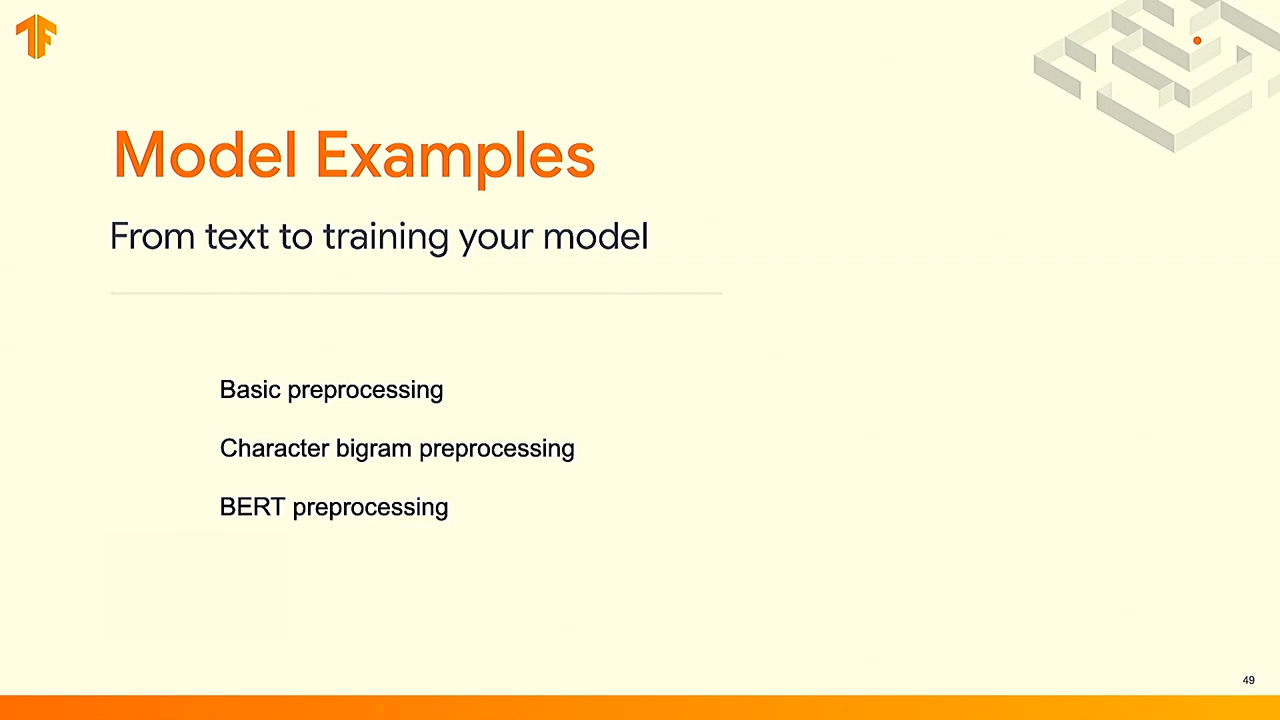 Model Examples
From text to training your model
Basic preprocessing
Character bigram preprocessing
BERT preprocessing
49